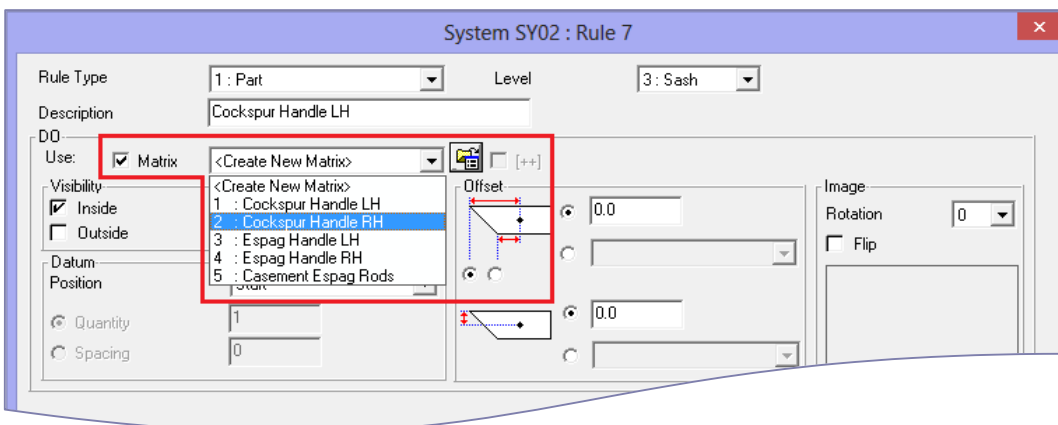 System SY02 : Rule 7
Rule Type 1 : Part Level 3 : Sash
Description Cockspur Handle LH
DO
Use: Matrix <Create New Matrix> [++]
<Create New Matrix>
1 : Cockspur Handle LH
2 : Cockspur Handle RH
3 : Espag Handle LH
4 : Espag Handle RH
5 : Casement Espag Rods
Visibility
Inside
Outside
Datum
Position Start
Quantity 1
Spacing 0
Offset
0.0
0.0
Image
Rotation 0
Flip